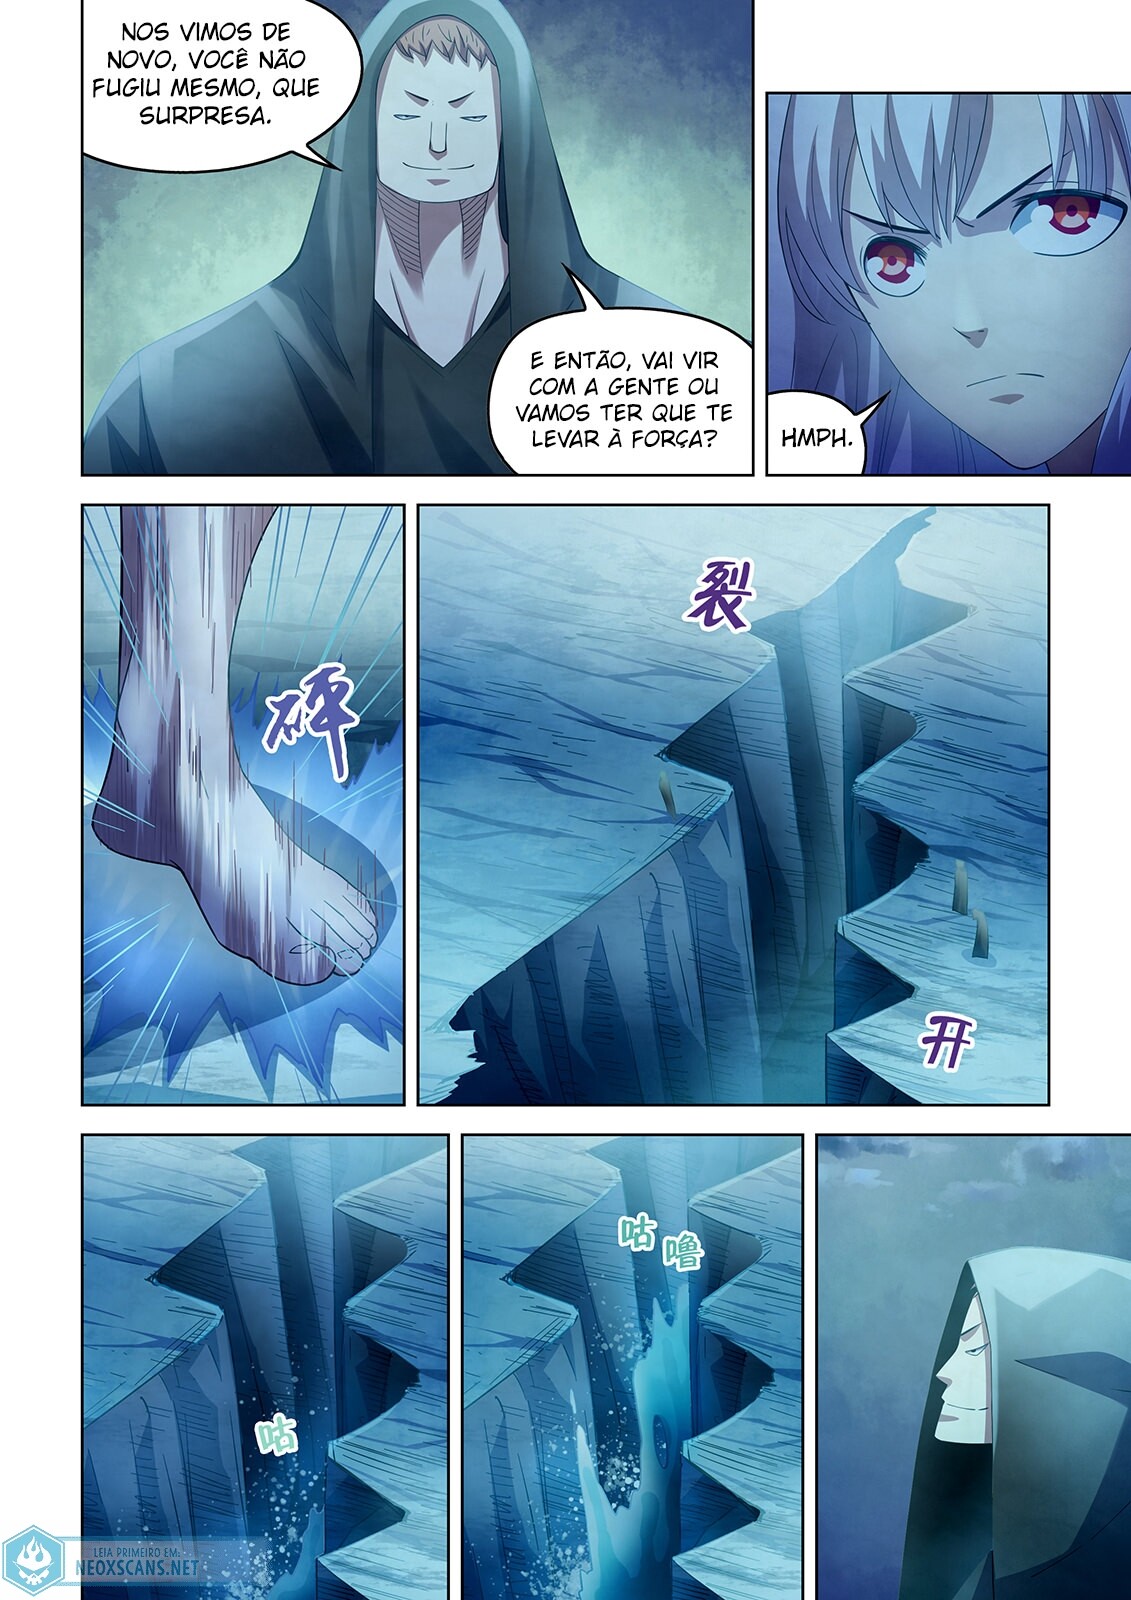 NOS VIMOS DE
NOVO, VOCÊ NÃO
FUGIU MESMO, QUE
SURPRESA.
E ENTÃO, VAI VIR
COM A GENTE OU
VAMOS TER QUE TE
LEVAR À FORÇA?
HMPH.
砰
裂
开
咕
咕
噜
LEIA PRIMEIRO EM:
NEOXSCANS.NET